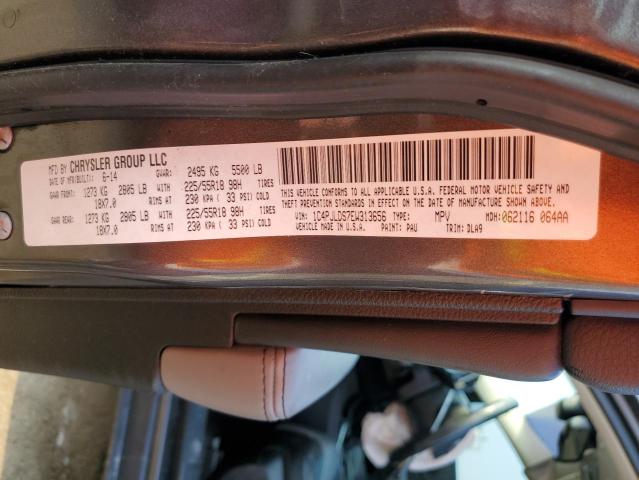 MFD BY CHRYSLER GROUP LLC
DATE OF MFR(BUILT): 6-14 GVWR: 2495 KG 5500 LB
GAWR FRONT: 1273 KG 2805 LB WITH 225/55R18 98H TIRES
18X7.0 RIMS AT 230 KPA ( 33 PSI) COLD
GAWR REAR: 1273 KG 2805 LB WITH 225/55R18 98H TIRES
18X7.0 RIMS AT 230 KPA ( 33 PSI) COLD
THIS VEHICLE CONFORMS TO ALL APPLICABLE U.S.A. FEDERAL MOTOR VEHICLE SAFETY AND
THEFT PREVENTION STANDARDS IN EFFECT ON THE DATE OF MANUFACTURE SHOWN ABOVE.
VIN: 1C4PJLDS7EW313656 TYPE: MPV MDH: 062116 064AA
VEHICLE MADE IN U.S.A. PAINT: PAU TRIM: DLA9